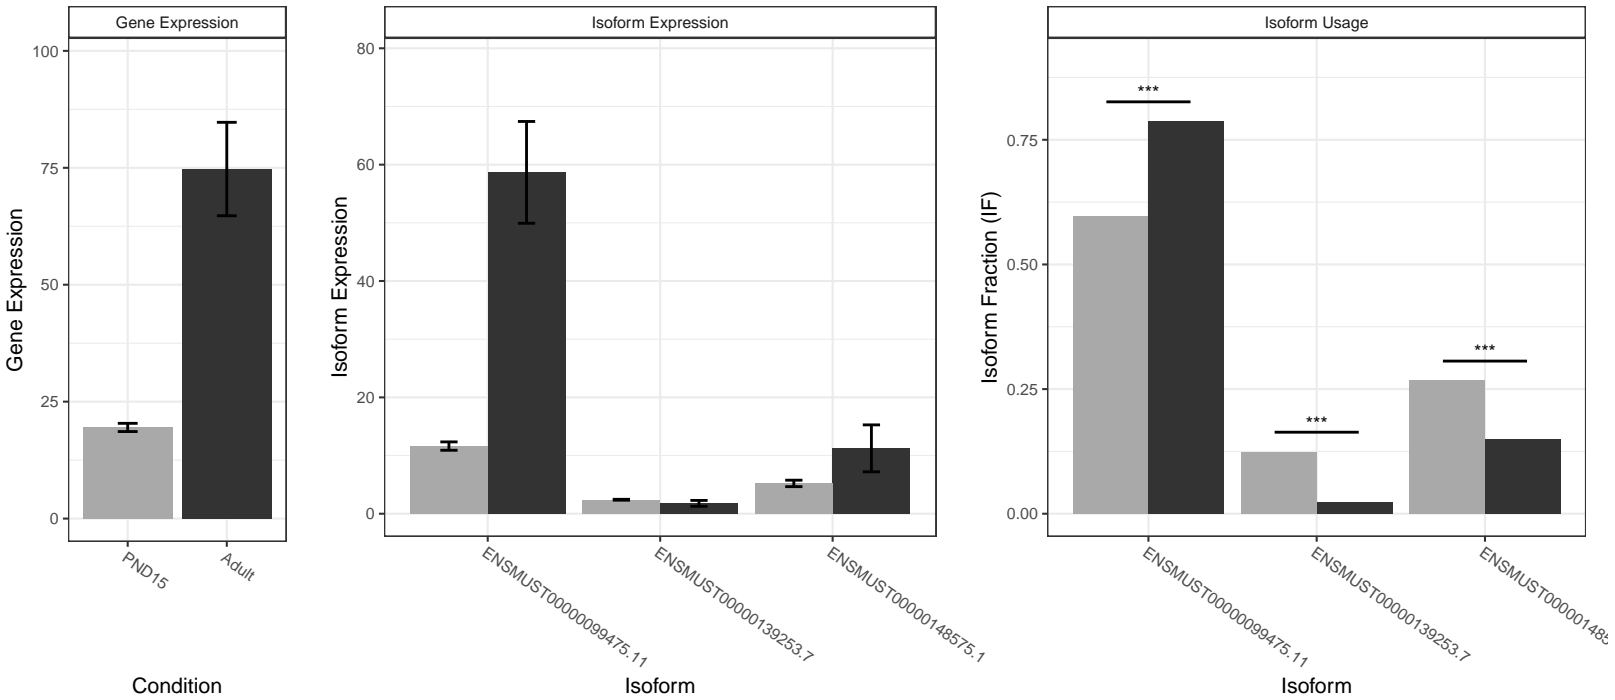 Gene Expression
Isoform Expression
Isoform Usage
Gene Expression
100
75
50
25
0
PND15
Adult
Condition
Isoform Expression
80
60
40
20
0
ENSMUST00000099475.11
ENSMUST00000139253.7
ENSMUST00000148575.1
Isoform
Isoform Fraction (IF)
0.75
0.50
0.25
0.00
***
***
***
ENSMUST00000099475.11
ENSMUST00000139253.7
ENSMUST000001485
Isoform